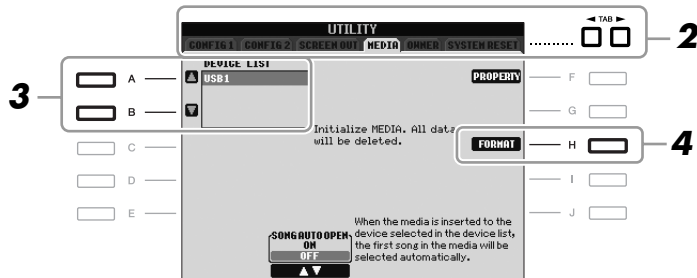 UTILITY
◄ TAB ►
CONFIG 1 CONFIG 2 SCREEN OUT MEDIA OWNER SYSTEM RESET
2
DEVICE LIST
USB1
3
A
B
C
D
E
PROPERTY
F
G
Initialize MEDIA. All data
will be deleted.
FORMAT
H
4
I
J
When the media is inserted to the
device selected in the device list,
the first song in the media will be
selected automatically.
SONG AUTO OPEN
ON
OFF